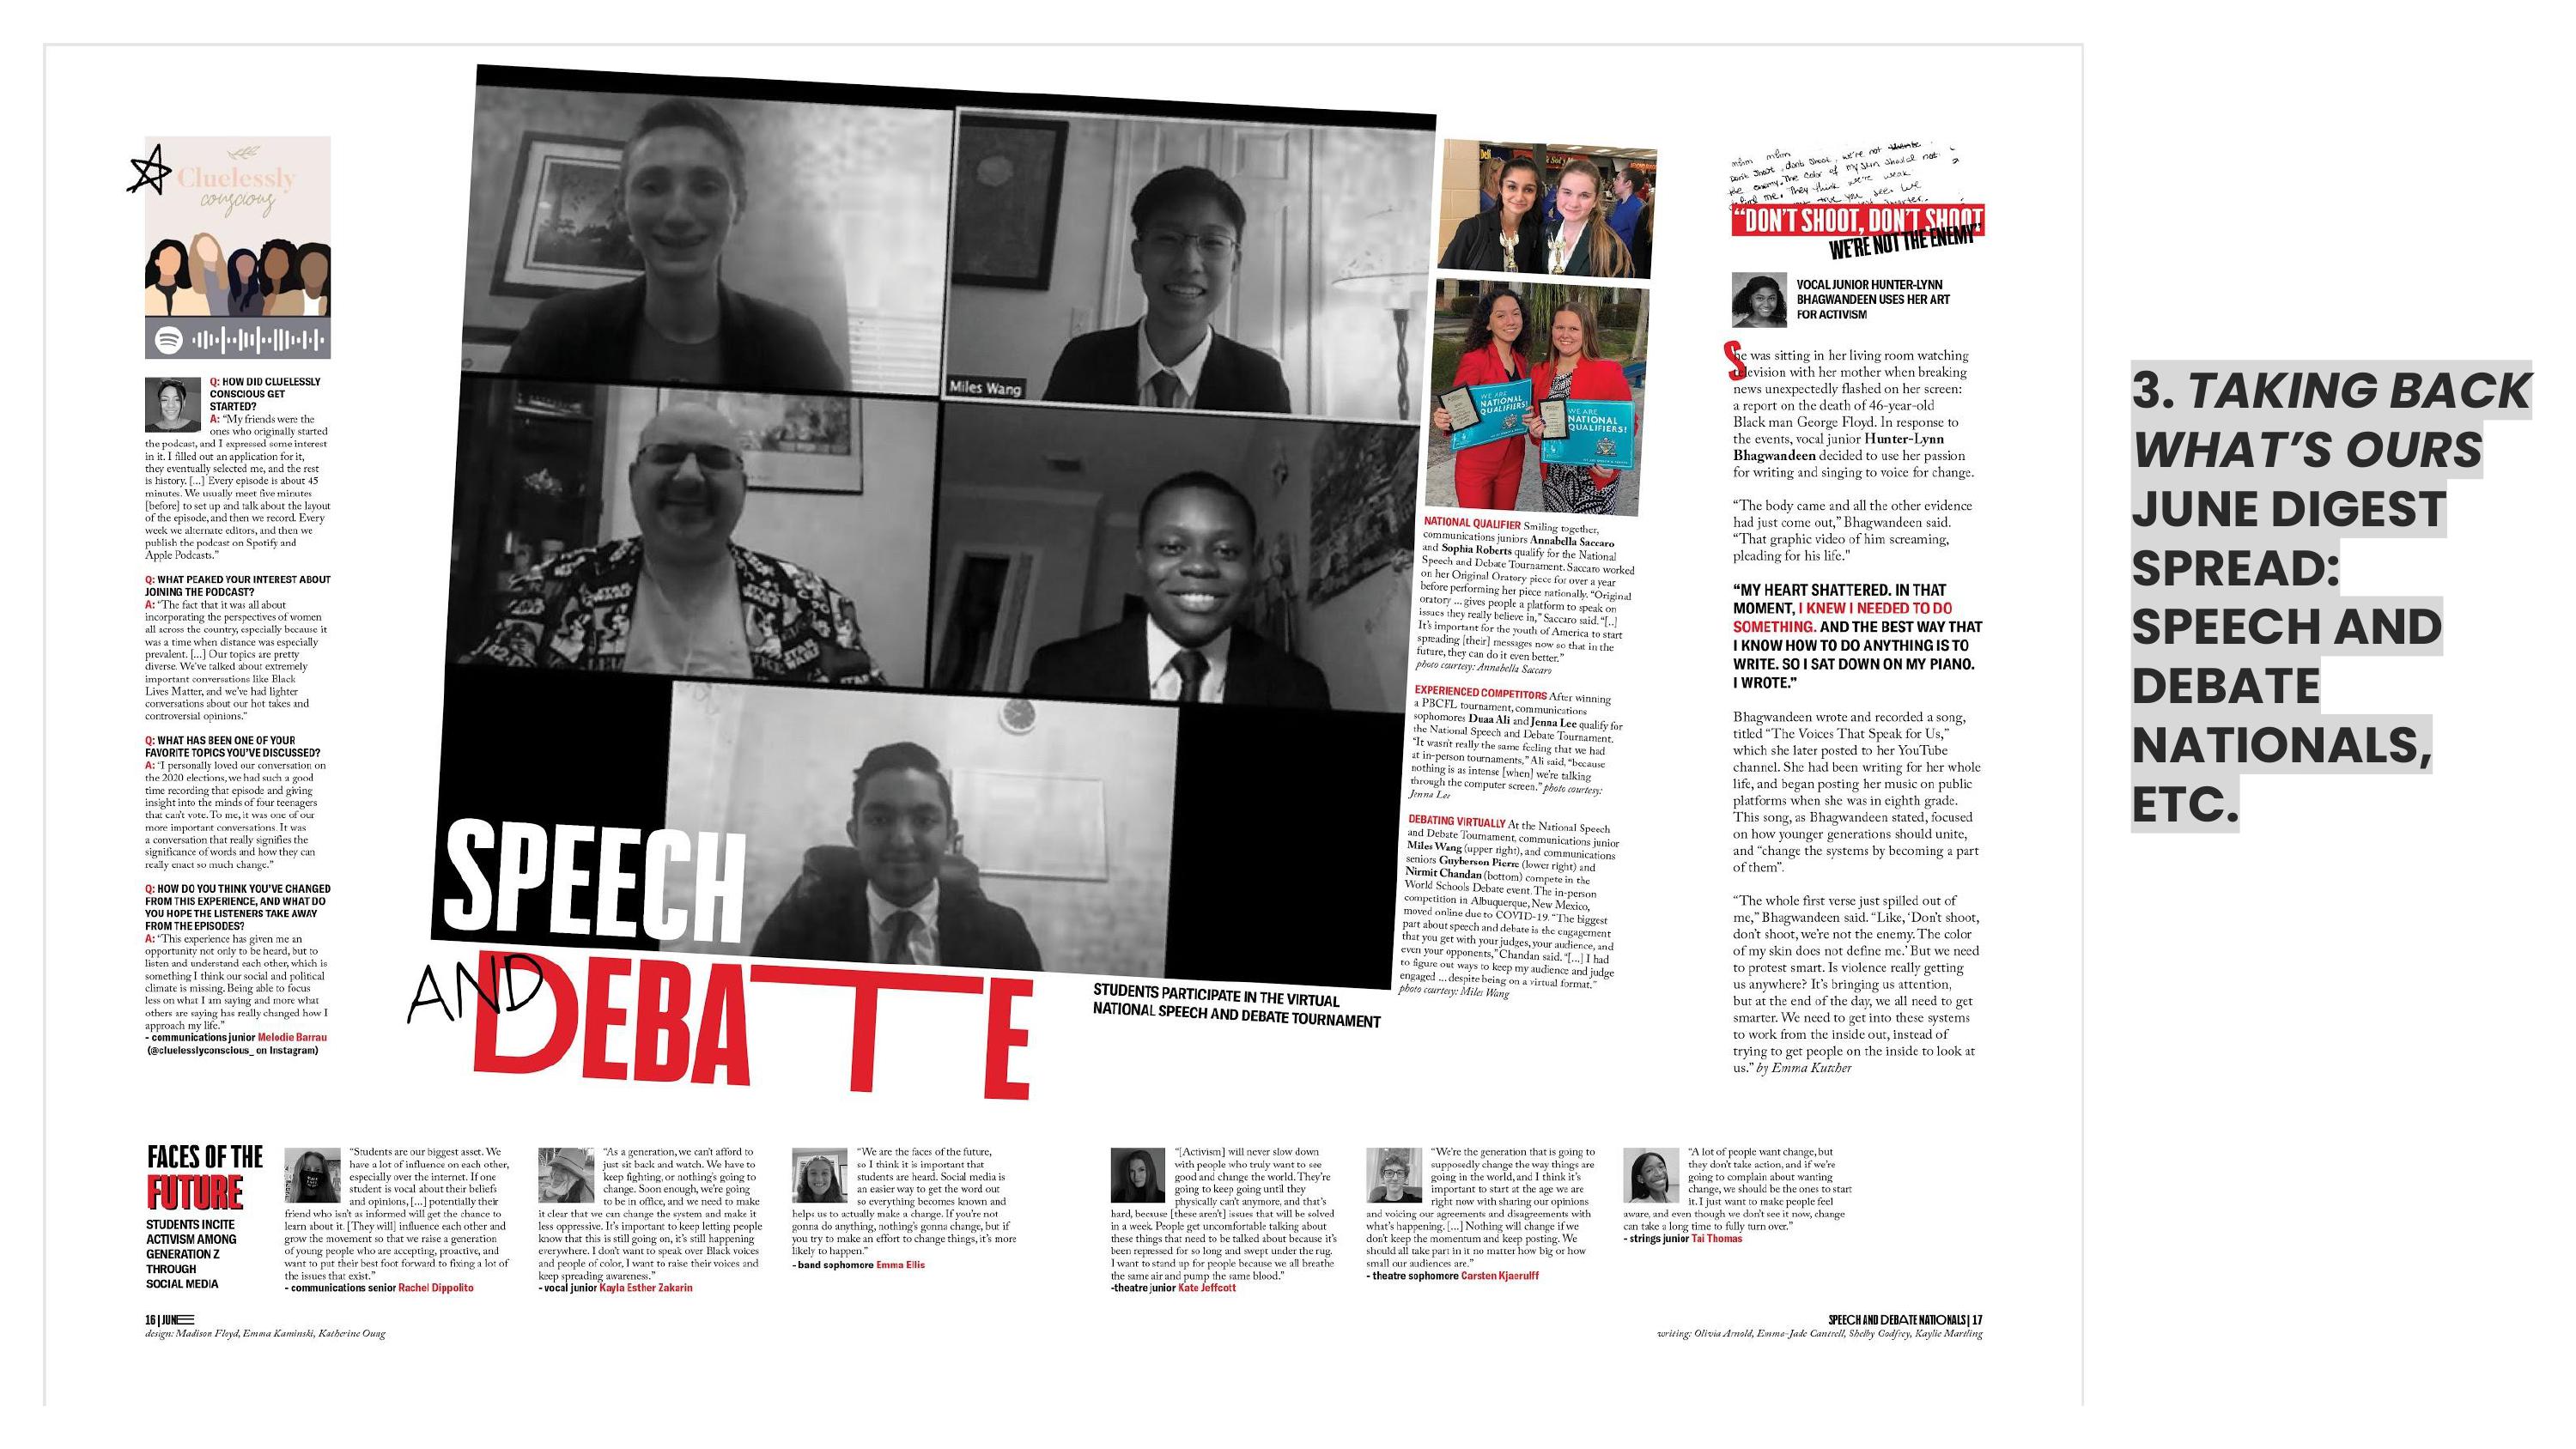 Cluelessly
conscious
Q: HOW DID CLUELESSLY
CONSCIOUS GET
STARTED?
A: “My friends were the
ones who originally started
the podcast, and I expressed some interest
in it. I filled out an application for it,
they eventually selected me, and the rest
is history. [...] Every episode is about 45
minutes. We usually meet five minutes
[before] to set up and talk about the layout
of the episode, and then we record. Every
week we alternate editors, and then we
publish the podcast on Spotify and
Apple Podcasts.”
Q: WHAT PEAKED YOUR INTEREST ABOUT
JOINING THE PODCAST?
A: “The fact that it was all about
incorporating the perspectives of women
all across the country, especially because it
was a time when distance was especially
prevalent. [...] Our topics are pretty
diverse. We've talked about extremely
important conversations like Black
Lives Matter, and we've had lighter
conversations about our hot takes and
controversial opinions.”
Q: WHAT HAS BEEN ONE OF YOUR
FAVORITE TOPICS YOU'VE DISCUSSED?
A: “I personally loved our conversation on
the 2020 elections, we had such a good
time recording that episode and giving
insight into the minds of four teenagers
that can't vote. To me, it was one of our
more important conversations. It was
a conversation that really signifies the
significance of words and how they can
really enact so much change.”
Q: HOW DO YOU THINK YOU'VE CHANGED
FROM THIS EXPERIENCE, AND WHAT DO
YOU HOPE THE LISTENERS TAKE AWAY
FROM THE EPISODES?
A: “This experience has given me an
opportunity not only to be heard, but to
listen and understand each other, which is
something I think our social and political
climate is missing. Being able to focus
less on what I am saying and more what
others are saying has really changed how I
approach my life.”
- communications junior Melodie Barrau
(@cluelesslyconscious_ on Instagram)
Miles Wang
SPEECH
AND DEBATE
STUDENTS PARTICIPATE IN THE VIRTUAL
NATIONAL SPEECH AND DEBATE TOURNAMENT
WE ARE
NATIONAL
QUALIFIERS!
WE ARE
NATIONAL
QUALIFIERS!
NATIONAL QUALIFIER Smiling together,
communications juniors Annabella Saccaro
and Sophia Roberts qualify for the National
Speech and Debate Tournament. Saccaro worked
on her Original Oratory piece for over a year
before performing her piece nationally. “Original
oratory ... gives people a platform to speak on
issues they really believe in,” Saccaro said. “[..]
It's important for the youth of America to start
spreading [their] messages now so that in the
future, they can do it even better.”
photo courtesy: Annabella Saccaro
EXPERIENCED COMPETITORS After winning
a PBCFL tournament, communications
sophomores Duaa Ali and Jenna Lee qualify for
the National Speech and Debate Tournament.
“It wasn't really the same feeling that we had
at in-person tournaments,” Ali said, “because
nothing is as intense [when] we're talking
through the computer screen.” photo courtesy:
Jenna Lee
DEBATING VIRTUALLY At the National Speech
and Debate Tournament, communications junior
Miles Wang (upper right), and communications
seniors Guyberson Pierre (lower right) and
Nirmit Chandan (bottom) compete in the
World Schools Debate event. The in-person
competition in Albuquerque, New Mexico,
moved online due to COVID-19. “The biggest
part about speech and debate is the engagement
that you get with your judges, your audience, and
even your opponents,” Chandan said. “[...] I had
to figure out ways to keep my audience and judge
engaged ... despite being on a virtual format.”
photo courtesy: Miles Wang
mhm mhm
Don't shoot, don't shoot, we're not
the enemy. The color of my skin should not
define me. They think we're weak
“DON'T SHOOT, DON'T SHOOT
WE'RE NOT THE ENEMY”
VOCAL JUNIOR HUNTER-LYNN
BHAGWANDEEN USES HER ART
FOR ACTIVISM
She was sitting in her living room watching
television with her mother when breaking
news unexpectedly flashed on her screen:
a report on the death of 46-year-old
Black man George Floyd. In response to
the events, vocal junior Hunter-Lynn
Bhagwandeen decided to use her passion
for writing and singing to voice for change.
“The body came and all the other evidence
had just come out,” Bhagwandeen said.
“That graphic video of him screaming,
pleading for his life."
“MY HEART SHATTERED. IN THAT
MOMENT, I KNEW I NEEDED TO DO
SOMETHING. AND THE BEST WAY THAT
I KNOW HOW TO DO ANYTHING IS TO
WRITE. SO I SAT DOWN ON MY PIANO.
I WROTE.”
Bhagwandeen wrote and recorded a song,
titled “The Voices That Speak for Us,”
which she later posted to her YouTube
channel. She had been writing for her whole
life, and began posting her music on public
platforms when she was in eighth grade.
This song, as Bhagwandeen stated, focused
on how younger generations should unite,
and “change the systems by becoming a part
of them”.
“The whole first verse just spilled out of
me,” Bhagwandeen said. “Like, ‘Don't shoot,
don't shoot, we're not the enemy. The color
of my skin does not define me.’ But we need
to protest smart. Is violence really getting
us anywhere? It's bringing us attention,
but at the end of the day, we all need to get
smarter. We need to get into these systems
to work from the inside out, instead of
trying to get people on the inside to look at
us.” by Emma Kutcher
FACES OF THE
FUTURE
STUDENTS INCITE
ACTIVISM AMONG
GENERATION Z
THROUGH
SOCIAL MEDIA
“Students are our biggest asset. We
have a lot of influence on each other,
especially over the internet. If one
student is vocal about their beliefs
and opinions, [...] potentially their
friend who isn't as informed will get the chance to
learn about it. [They will] influence each other and
grow the movement so that we raise a generation
of young people who are accepting, proactive, and
want to put their best foot forward to fixing a lot of
the issues that exist.”
- communications senior Rachel Dippolito
“As a generation, we can't afford to
just sit back and watch. We have to
keep fighting, or nothing's going to
change. Soon enough, we're going
to be in office, and we need to make
it clear that we can change the system and make it
less oppressive. It's important to keep letting people
know that this is still going on, it's still happening
everywhere. I don't want to speak over Black voices
and people of color, I want to raise their voices and
keep spreading awareness.”
- vocal junior Kayla Esther Zakarin
“We are the faces of the future,
so I think it is important that
students are heard. Social media is
an easier way to get the word out
so everything becomes known and
helps us to actually make a change. If you're not
gonna do anything, nothing's gonna change, but if
you try to make an effort to change things, it's more
likely to happen.”
- band sophomore Emma Ellis
“[Activism] will never slow down
with people who truly want to see
good and change the world. They're
going to keep going until they
physically can't anymore, and that's
hard, because [these aren't] issues that will be solved
in a week. People get uncomfortable talking about
these things that need to be talked about because it's
been repressed for so long and swept under the rug.
I want to stand up for people because we all breathe
the same air and pump the same blood.”
-theatre junior Kate Jeffcott
“We're the generation that is going to
supposedly change the way things are
going in the world, and I think it's
important to start at the age we are
right now with sharing our opinions
and voicing our agreements and disagreements with
what's happening. [...] Nothing will change if we
don't keep the momentum and keep posting. We
should all take part in it no matter how big or how
small our audiences are.”
- theatre sophomore Carsten Kjaerulff
“A lot of people want change, but
they don't take action, and if we're
going to complain about wanting
change, we should be the ones to start
it. I just want to make people feel
aware, and even though we don't see it now, change
can take a long time to fully turn over.”
- strings junior Tai Thomas
16 | JUNE
design: Madison Floyd, Emma Kaminski, Katherine Oung
SPEECH AND DEBATE NATIONALS | 17
writing: Olivia Arnold, Emma-Jade Cantrell, Shelby Godfrey, Kaylie Martling
3. TAKING BACK
WHAT'S OURS
JUNE DIGEST
SPREAD:
SPEECH AND
DEBATE
NATIONALS,
ETC.